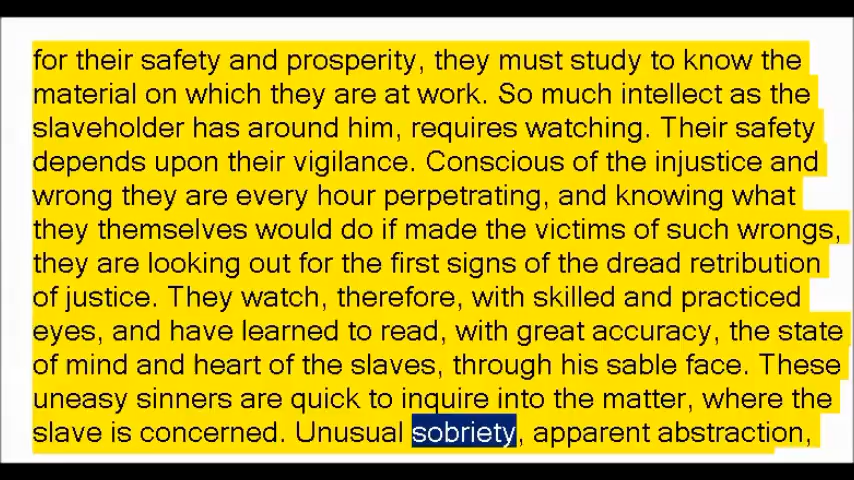 for their safety and prosperity, they must study to know the
material on which they are at work. So much intellect as the
slaveholder has around him, requires watching. Their safety
depends upon their vigilance. Conscious of the injustice and
wrong they are every hour perpetrating, and knowing what
they themselves would do if made the victims of such wrongs,
they are looking out for the first signs of the dread retribution
of justice. They watch, therefore, with skilled and practiced
eyes, and have learned to read, with great accuracy, the state
of mind and heart of the slaves, through his sable face. These
uneasy sinners are quick to inquire into the matter, where the
slave is concerned. Unusual sobriety, apparent abstraction,